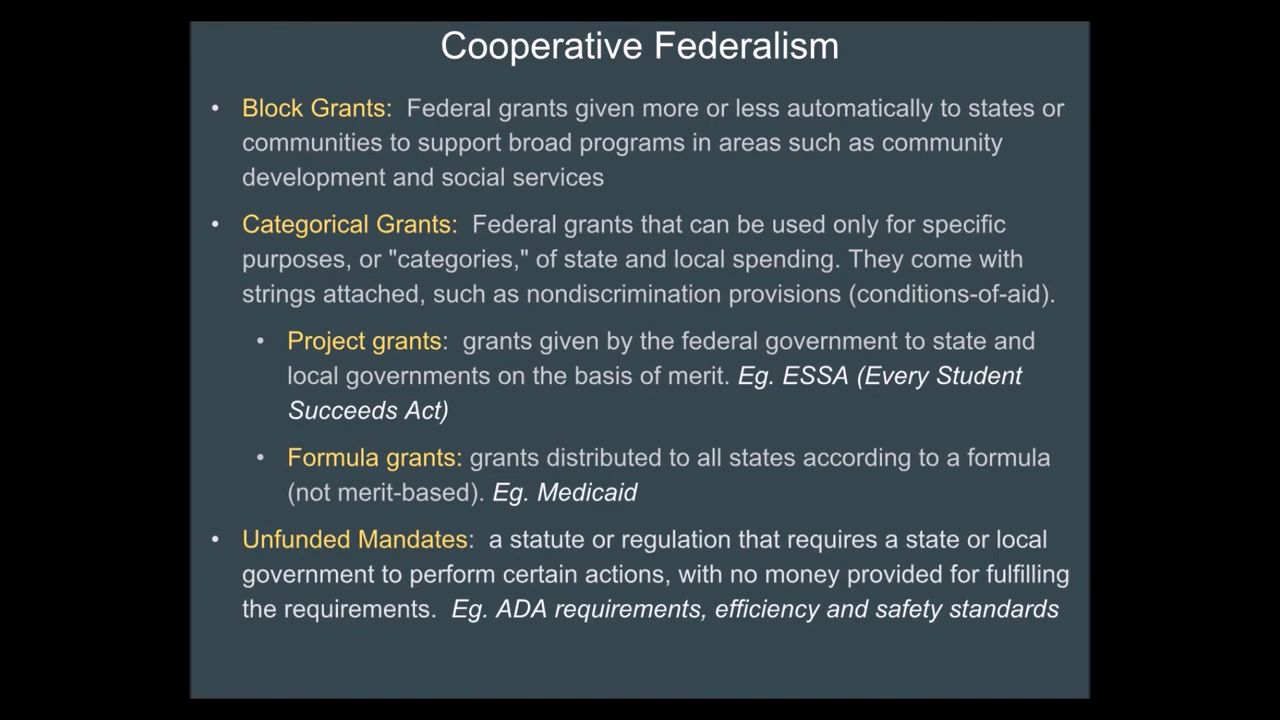 Cooperative Federalism
• Block Grants: Federal grants given more or less automatically to states or
communities to support broad programs in areas such as community
development and social services
• Categorical Grants: Federal grants that can be used only for specific
purposes, or "categories," of state and local spending. They come with
strings attached, such as nondiscrimination provisions (conditions-of-aid).
• Project grants: grants given by the federal government to state and
local governments on the basis of merit. Eg. ESSA (Every Student
Succeeds Act)
• Formula grants: grants distributed to all states according to a formula
(not merit-based). Eg. Medicaid
• Unfunded Mandates: a statute or regulation that requires a state or local
government to perform certain actions, with no money provided for fulfilling
the requirements. Eg. ADA requirements, efficiency and safety standards